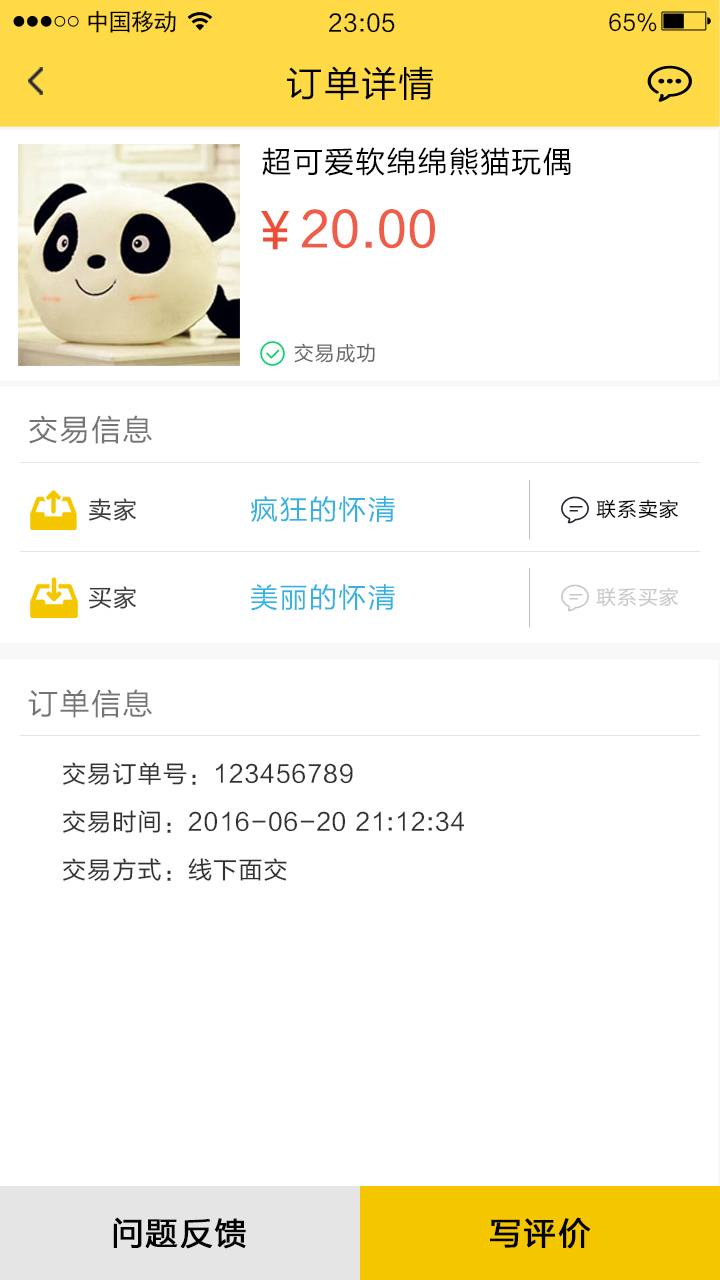 中国移动 23:05 65%
订单详情
超可爱软绵绵熊猫玩偶
¥20.00
交易成功
交易信息
卖家 疯狂的怀清 联系卖家
买家 美丽的怀清 联系买家
订单信息
交易订单号：123456789
交易时间：2016-06-20 21:12:34
交易方式：线下面交
问题反馈 写评价